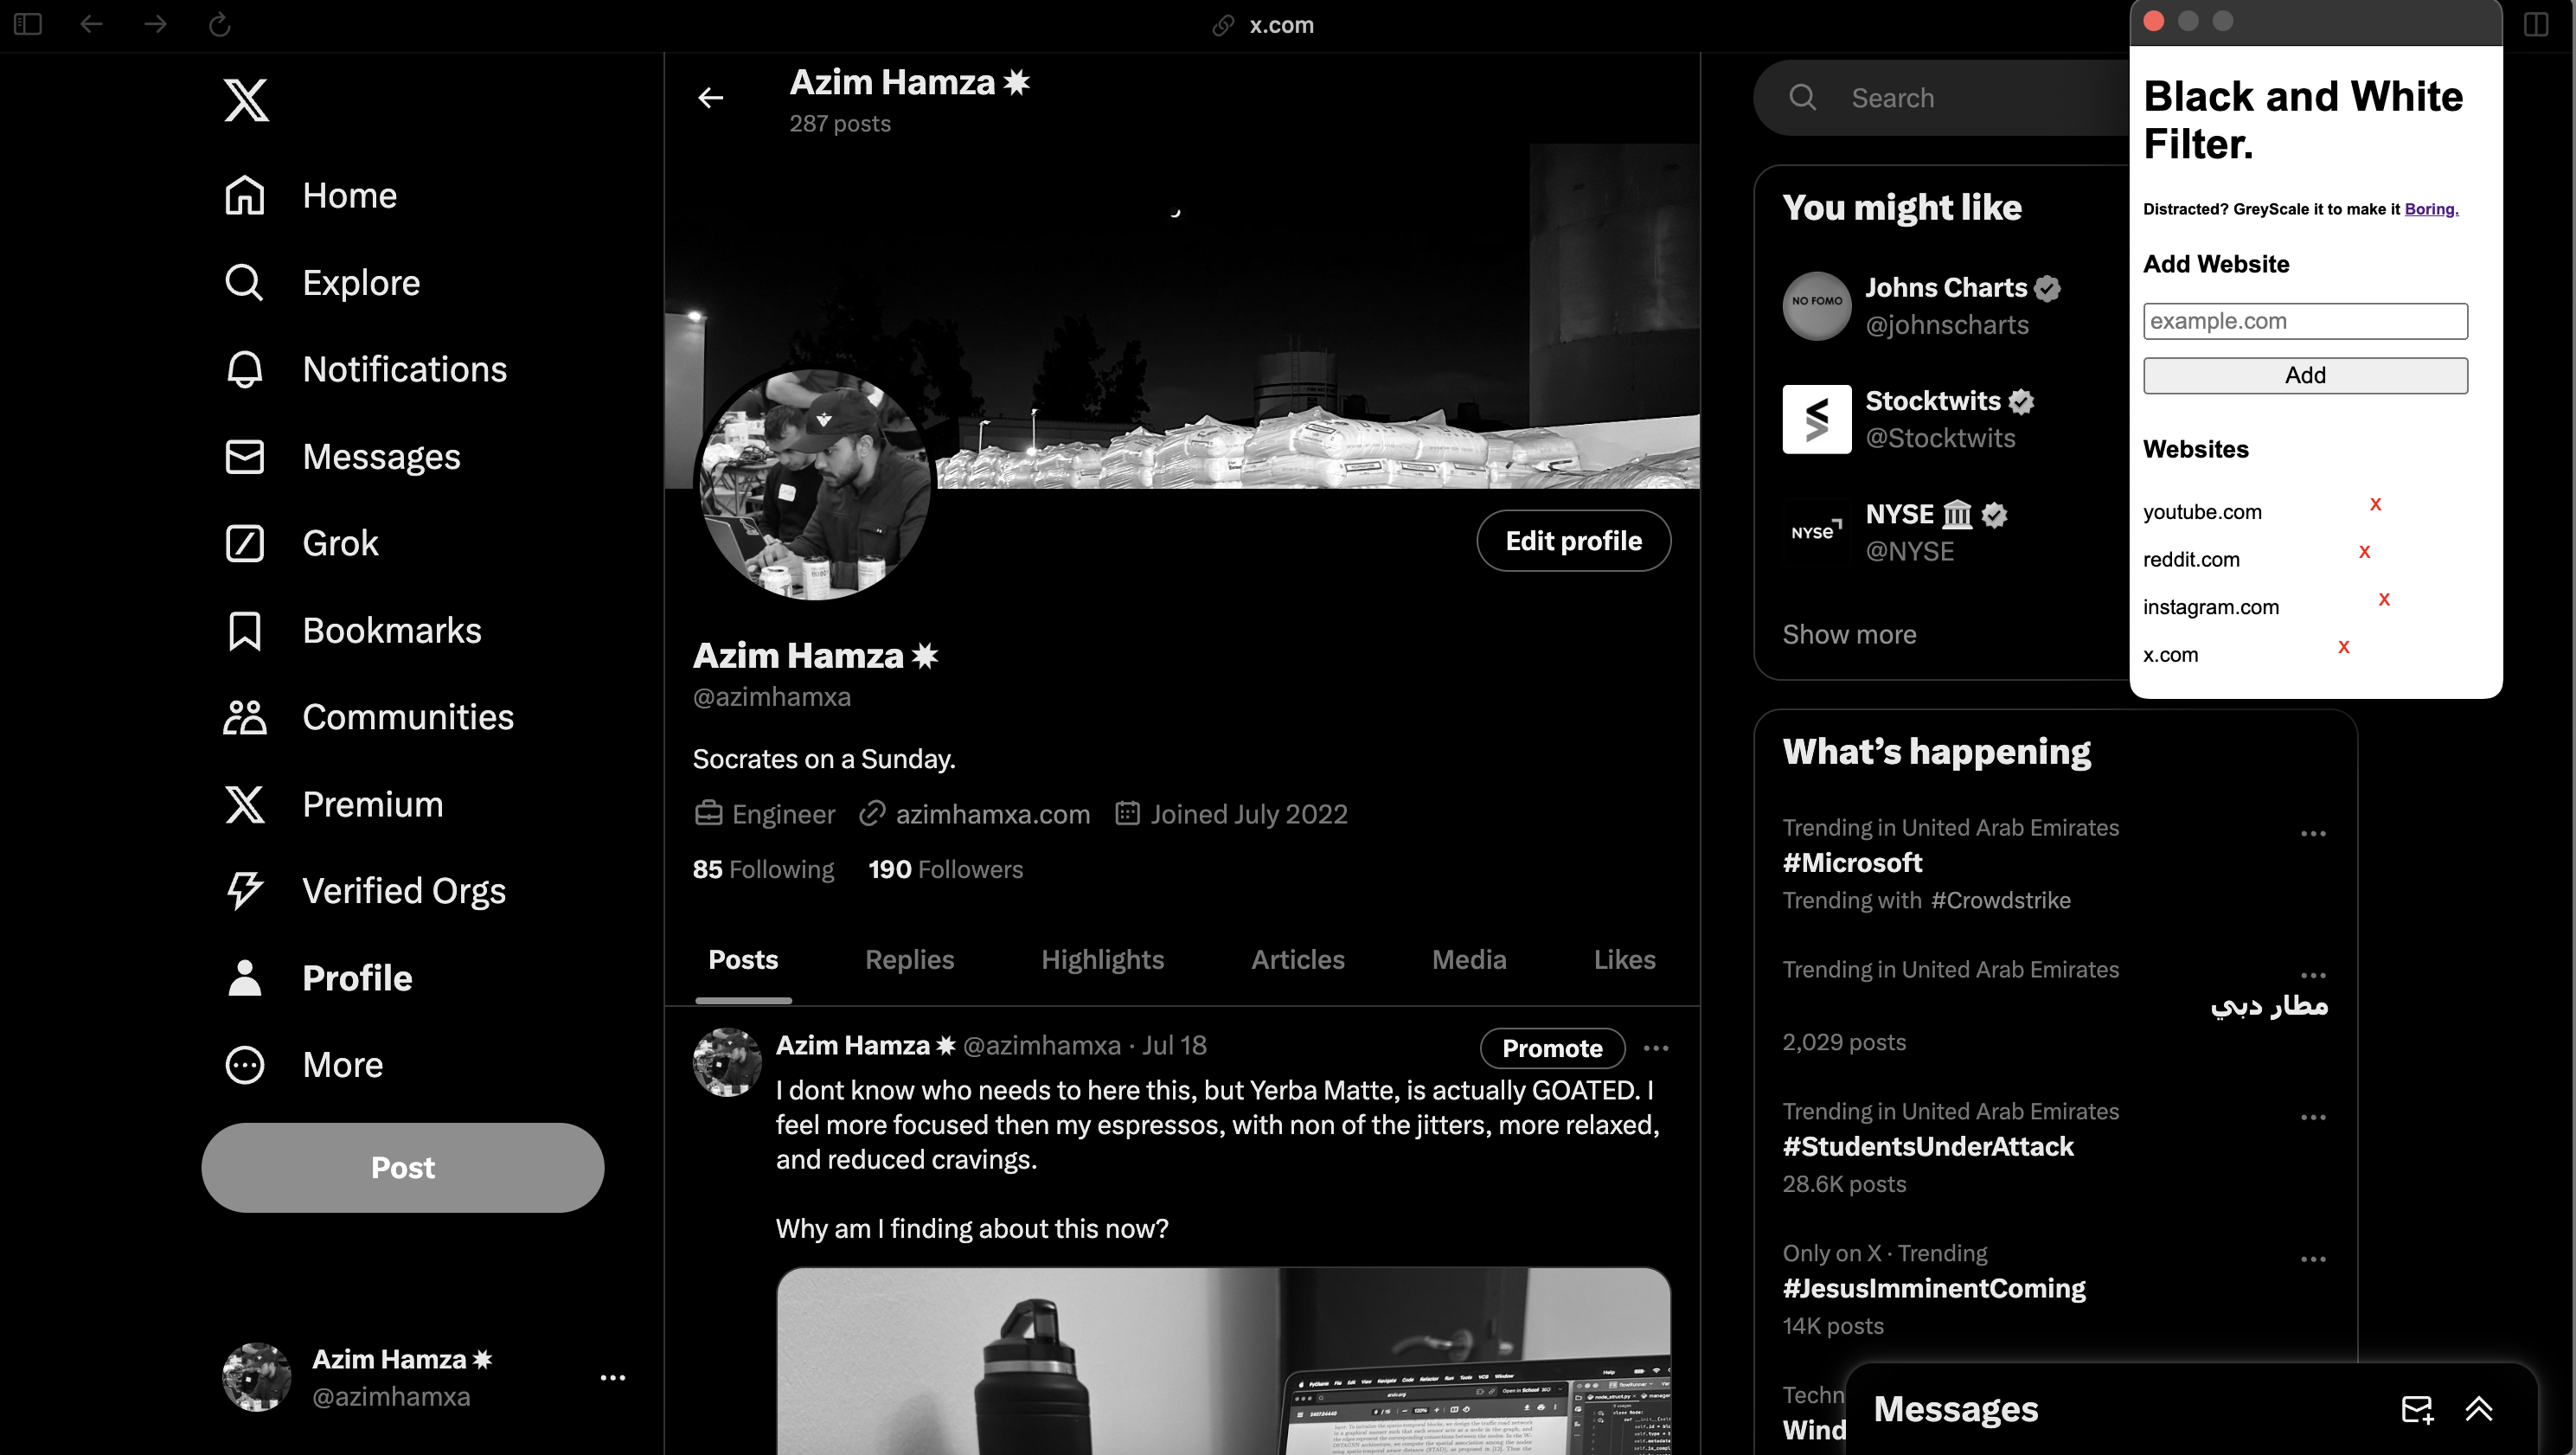 x.com
Home
Explore
Notifications
Messages
Grok
Bookmarks
Communities
Premium
Verified Orgs
Profile
More
Post
Azim Hamza
@azimhamxa
Azim Hamza
287 posts
Edit profile
Azim Hamza
@azimhamxa
Socrates on a Sunday.
Engineer azimhamxa.com Joined July 2022
85 Following 190 Followers
Posts Replies Highlights Articles Media Likes
Azim Hamza @azimhamxa · Jul 18
Promote
I dont know who needs to here this, but Yerba Matte, is actually GOATED. I
feel more focused then my espressos, with non of the jitters, more relaxed,
and reduced cravings.
Why am I finding about this now?
Search
You might like
NO FOMO
Johns Charts
@johnscharts
Stocktwits
@Stocktwits
NYSE
NYSE
@NYSE
Show more
What’s happening
Trending in United Arab Emirates
#Microsoft
Trending with #Crowdstrike
Trending in United Arab Emirates
مطار دبي
2,029 posts
Trending in United Arab Emirates
#StudentsUnderAttack
28.6K posts
Only on X · Trending
#JesusImminentComing
14K posts
Techn
Wind
Messages
Black and White
Filter.
Distracted? GreyScale it to make it Boring.
Add Website
example.com
Add
Websites
youtube.com x
reddit.com x
instagram.com x
x.com x